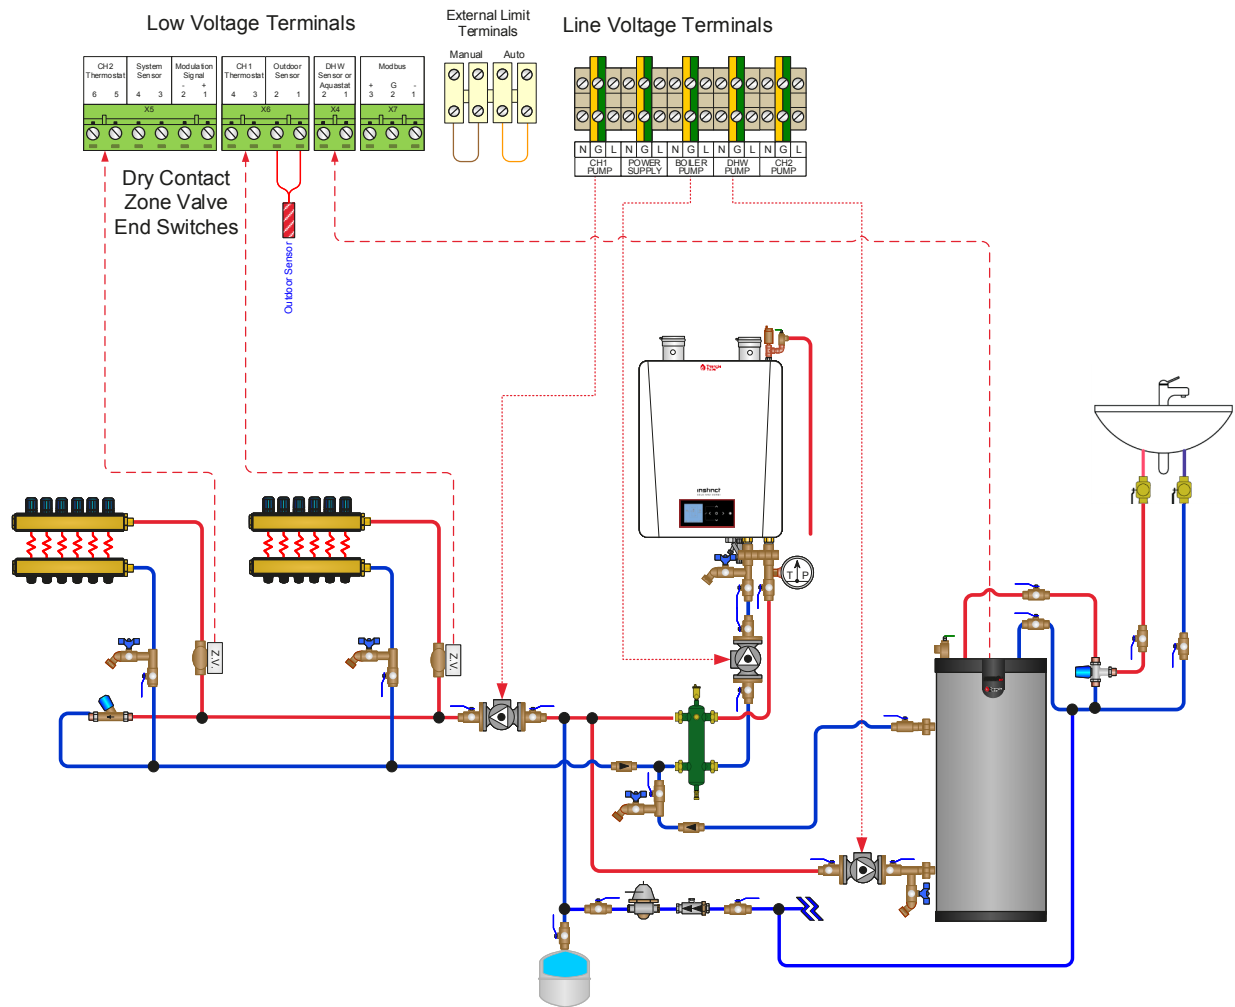 Low Voltage Terminals
External Limit
Terminals
Line Voltage Terminals
Manual
Auto
CH2
Thermostat
System
Sensor
Modulation
Signal
- +
6 5 4 3 2 1
X5
CH1
Thermostat
Outdoor
Sensor
4 3 2 1
X6
DHW
Sensor or
Aquastat
2 1
X4
Modbus
+ G -
3 2 1
X7
N G L N G L N G L N G L N G L
CH1
PUMP
POWER
SUPPLY
BOILER
PUMP
DHW
PUMP
CH2
PUMP
Dry Contact
Zone Valve
End Switches
Outdoor Sensor
instinct
T P
Z.V.
Z.V.